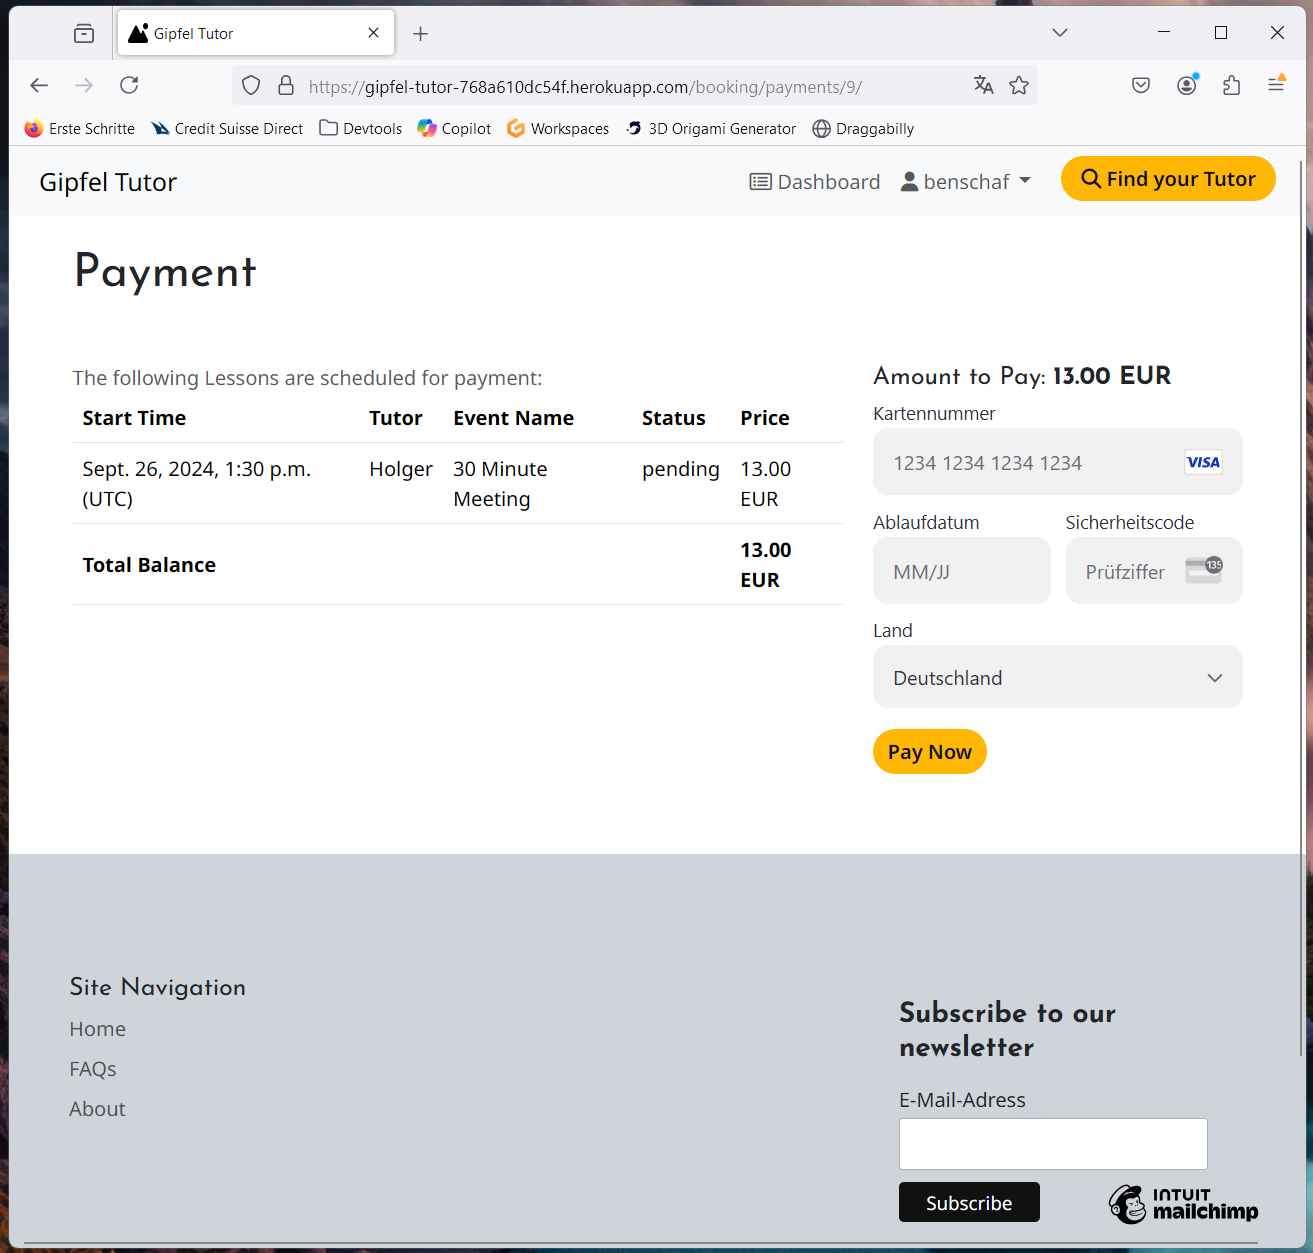 Gipfel Tutor
https://gipfel-tutor-768a610dc54f.herokuapp.com/booking/payments/9/
Erste Schritte Credit Suisse Direct Devtools Copilot Workspaces 3D Origami Generator Draggabilly
Gipfel Tutor Dashboard benschaf Find your Tutor
Payment
The following Lessons are scheduled for payment:
Start Time Tutor Event Name Status Price
Sept. 26, 2024, 1:30 p.m. Holger 30 Minute pending 13.00
(UTC) Meeting EUR
Total Balance 13.00
EUR
Amount to Pay: 13.00 EUR
Kartennummer
1234 1234 1234 1234 VISA
Ablaufdatum Sicherheitscode
MM/JJ Prüfziffer 135
Land
Deutschland
Pay Now
Site Navigation
Home
FAQs
About
Subscribe to our
newsletter
E-Mail-Adress
Subscribe
INTUIT
mailchimp